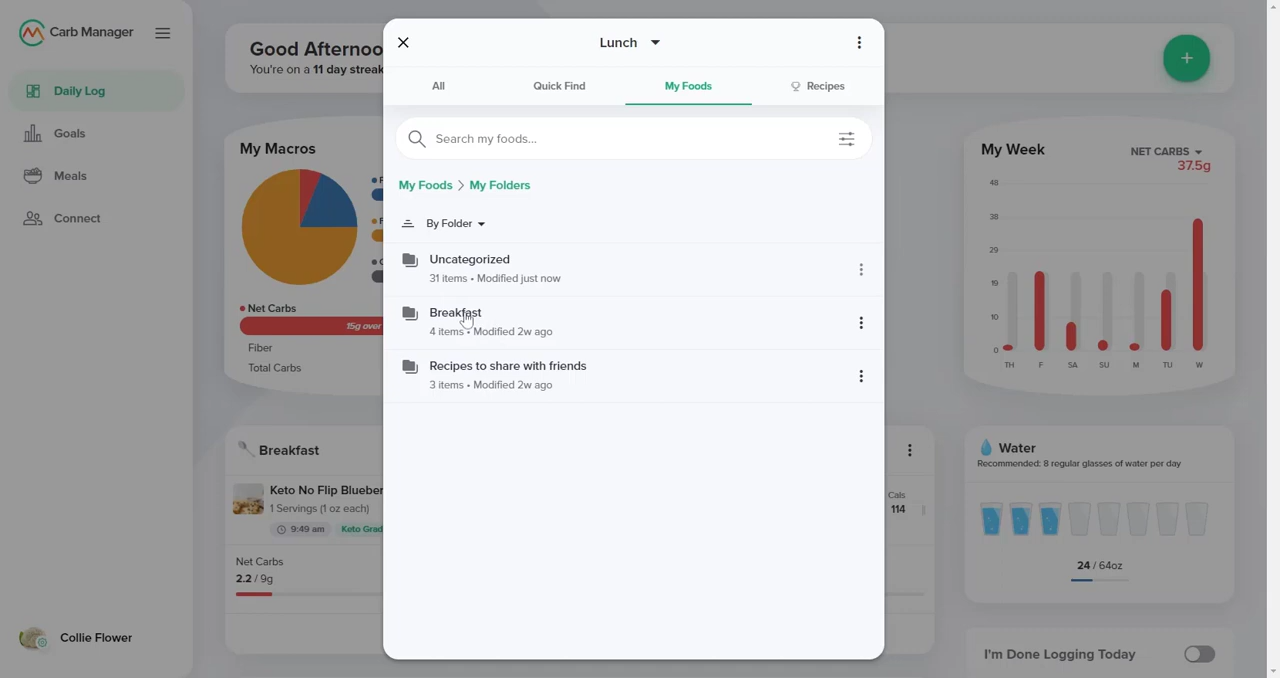 Carb Manager
Daily Log
Goals
Meals
Connect
Collie Flower
Good Afternoo
You're on a 11 day streak
My Macros
Net Carbs
15g over
Fiber
Total Carbs
Breakfast
Keto No Flip Blueber
1 Servings (1 oz each)
9:49 am
Keto Grad
Net Carbs
2.2 / 9g
Lunch
All
Quick Find
My Foods
Recipes
Search my foods...
My Foods > My Folders
By Folder
Uncategorized
31 items • Modified just now
Breakfast
4 items • Modified 2w ago
Recipes to share with friends
3 items • Modified 2w ago
Cals
114
+
My Week
NET CARBS
37.5g
48
38
29
19
10
0
TH F SA SU M TU W
Water
Recommended: 8 regular glasses of water per day
24 / 64oz
I'm Done Logging Today